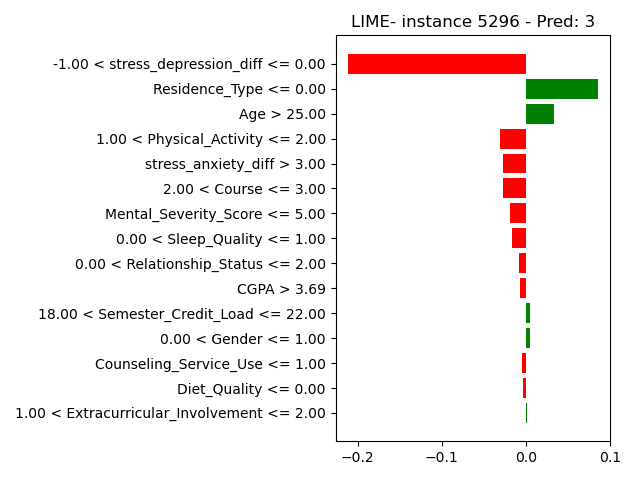 LIME- instance 5296 - Pred: 3
-1.00 < stress_depression_diff <= 0.00
Residence_Type <= 0.00
Age > 25.00
1.00 < Physical_Activity <= 2.00
stress_anxiety_diff > 3.00
2.00 < Course <= 3.00
Mental_Severity_Score <= 5.00
0.00 < Sleep_Quality <= 1.00
0.00 < Relationship_Status <= 2.00
CGPA > 3.69
18.00 < Semester_Credit_Load <= 22.00
0.00 < Gender <= 1.00
Counseling_Service_Use <= 1.00
Diet_Quality <= 0.00
1.00 < Extracurricular_Involvement <= 2.00
−0.2 −0.1 0.0 0.1